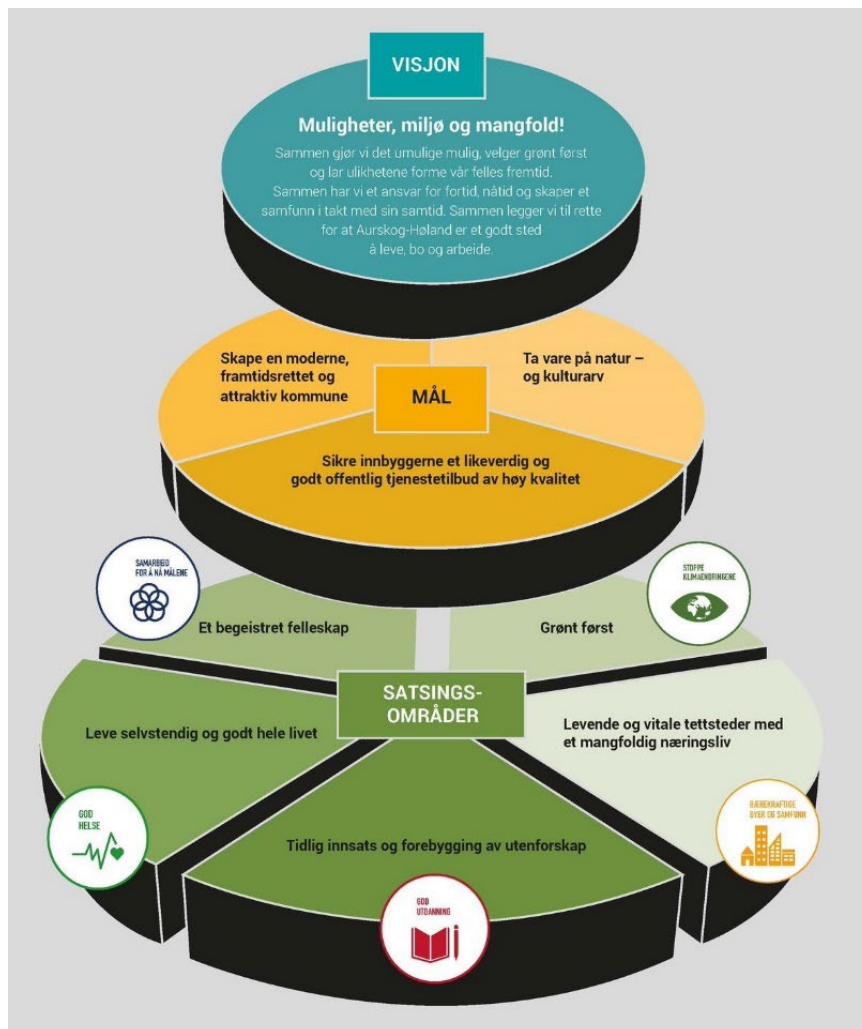 VISJON
Muligheter, miljø og mangfold!
Sammen gjør vi det umulige mulig, velger grønt først
og lar ulikhetene forme vår felles fremtid.
Sammen har vi et ansvar for fortid, nåtid og skaper et
samfunn i takt med sin samtid. Sammen legger vi til rette
for at Aurskog-Høland er et godt sted
å leve, bo og arbeide.
Skape en moderne,
framtidsrettet og
attraktiv kommune
Ta vare på natur –
og kulturarv
MÅL
Sikre innbyggerne et likeverdig og
godt offentlig tjenestetilbud av høy kvalitet
SAMARBEID
FOR Å NÅ MÅLENE
STOPPE
KLIMAENDRINGENE
Et begeistret felleskap
Grønt først
SATSINGS-
OMRÅDER
Leve selvstendig og godt hele livet
Levende og vitale tettsteder med
et mangfoldig næringsliv
GOD
HELSE
BÆREKRAFTIGE
BYER OG SAMFUNN
Tidlig innsats og forebygging av utenforskap
GOD
UTDANNING